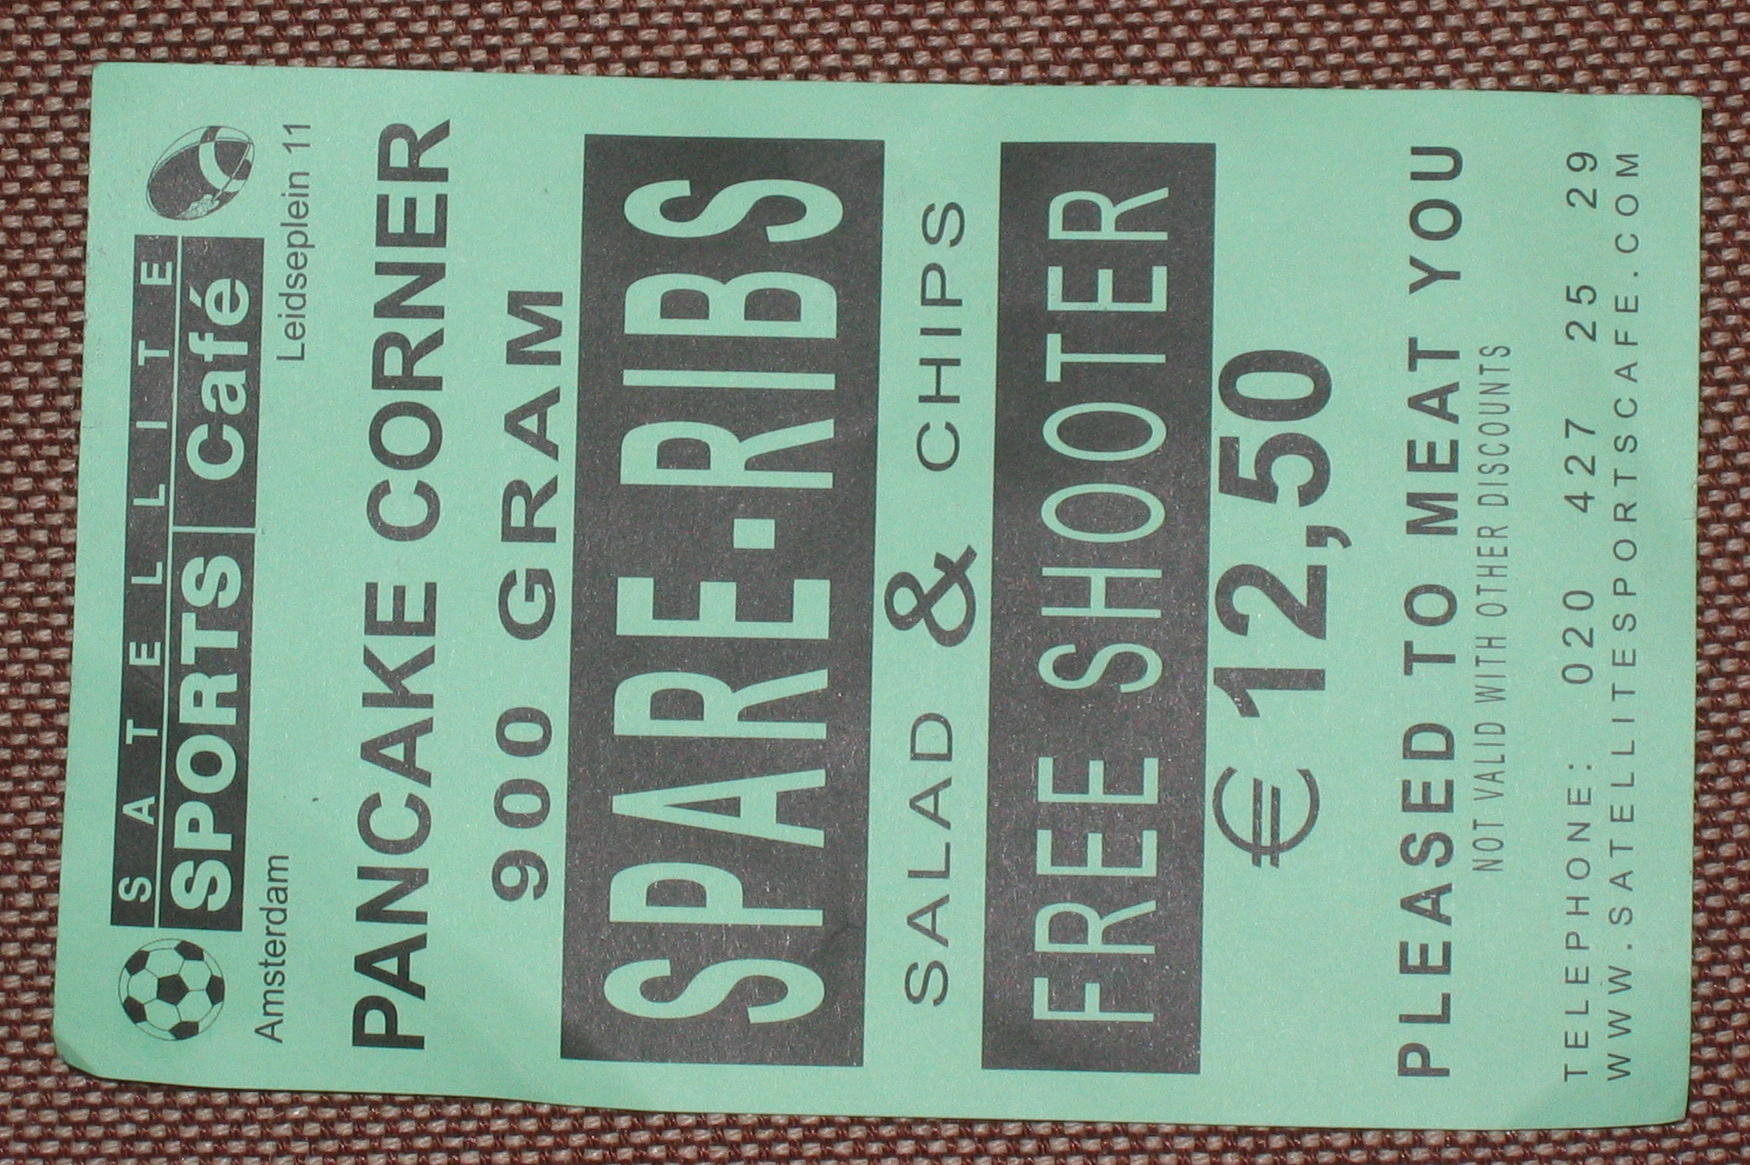 SATELLITE
SPORTS Café
Amsterdam Leidseplein 11
PANCAKE CORNER
900 GRAM
SPARE-RIBS
SALAD & CHIPS
FREE SHOOTER
€12,50
PLEASED TO MEAT YOU
NOT VALID WITH OTHER DISCOUNTS
TELEPHONE: 020 427 25 29
WWW.SATELLITESPORTSCAFE.COM